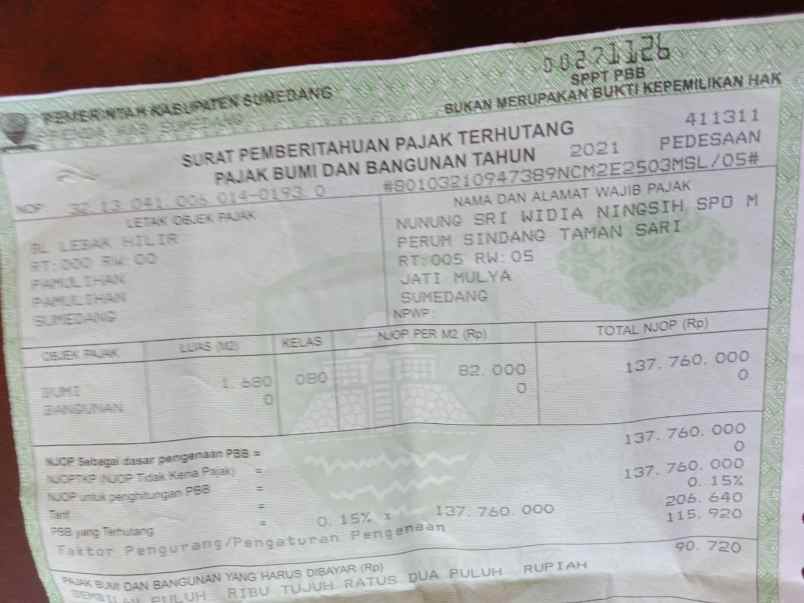 00271126
PEMERINTAH KABUPATEN SUMEDANG
KAB SUMEDANG
SPPT PBB
BUKAN MERUPAKAN BUKTI KEPEMILIKAN HAK
SURAT PEMBERITAHUAN PAJAK TERHUTANG
411311
PAJAK BUMI DAN BANGUNAN TAHUN 2021 PEDESAAN
NOP 32.13.041.006.014-0193.0 #S0103210947389NCM2E2503MSL/05#
LETAK OBJEK PAJAK
BL LEBAK HILIR
RT:000 RW:00
PAMULIHAN
PAMULIHAN
SUMEDANG
NAMA DAN ALAMAT WAJIB PAJAK
NUNUNG SRI WIDIA NINGSIH SPO M
PERUM SINDANG TAMAN SARI
RT:005 RW:05
JATI MULYA
SUMEDANG
NPWP:
OBJEK PAJAK LUAS (M2) KELAS NJOP PER M2 (Rp) TOTAL NJOP (Rp)
BUMI 1.680 080 82.000 137.760.000
BANGUNAN 0 0 0
NJOP Sebagai dasar pengenaan PBB = 137.760.000
NJOPTKP (NJOP Tidak Kena Pajak) = 0
NJOP untuk penghitungan PBB = 137.760.000
Tarif = 0.15%
PBB yang Terhutang = 0.15% x 137.760.000 206.640
Faktor Pengurang/Pengaturan Pengenaan 115.920
PAJAK BUMI DAN BANGUNAN YANG HARUS DIBAYAR (Rp) 90.720
SEMBILAN PULUH RIBU TUJUH RATUS DUA PULUH RUPIAH